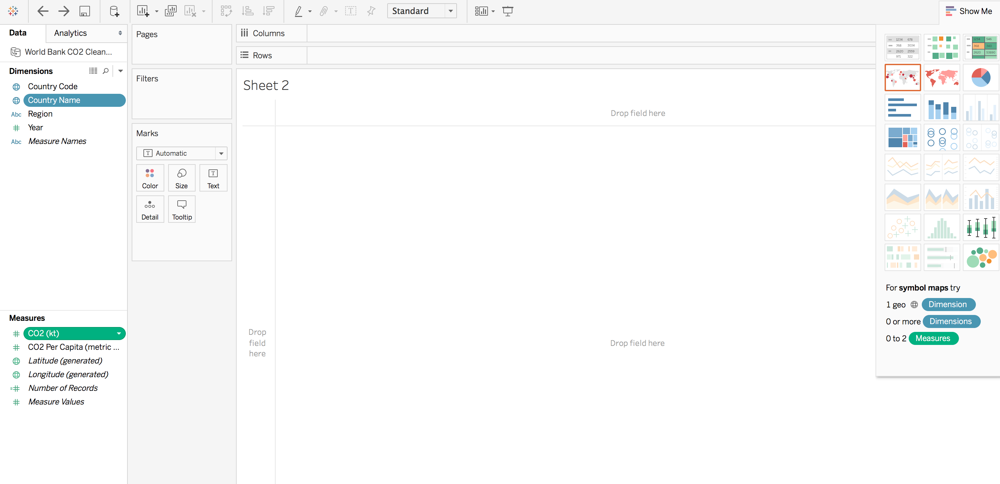 Standard
Show Me
Data
Analytics
World Bank CO2 Clean...
Dimensions
Country Code
Country Name
Abc Region
Year
Abc Measure Names
Measures
CO2 (kt)
CO2 Per Capita (metric ...
Latitude (generated)
Longitude (generated)
=# Number of Records
# Measure Values
Pages
Filters
Marks
T Automatic
Color
Size
T
Text
Detail
Tooltip
Columns
Rows
Sheet 2
Drop field here
Drop
field
here
Drop field here
1234 678
368 3034
2620 2559
971 322
1234 546
368 340
2620 53890
For symbol maps try
1 geo Dimension
0 or more Dimensions
0 to 2 Measures